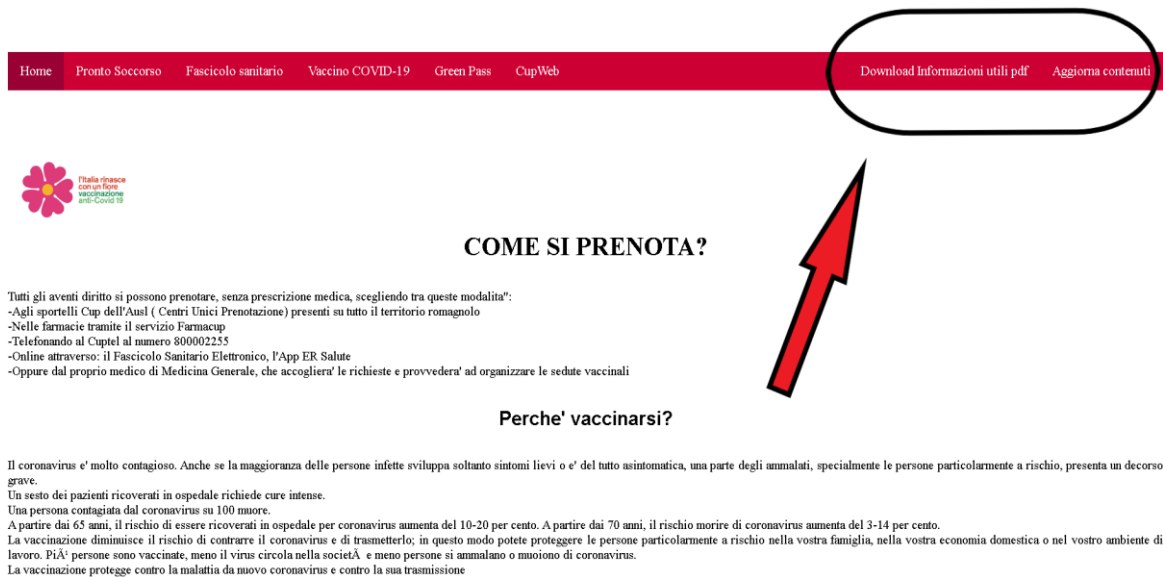 Home Pronto Soccorso Fascicolo sanitario Vaccino COVID-19 Green Pass CupWeb Download Informazioni utili pdf Aggiorna contenuti
l'Italia rinasce
con un fiore
vaccinazione
anti-Covid 19
COME SI PRENOTA?
Tutti gli aventi diritto si possono prenotare, senza prescrizione medica, scegliendo tra queste modalita":
-Agli sportelli Cup dell'Ausl ( Centri Unici Prenotazione) presenti su tutto il territorio romagnolo
-Nelle farmacie tramite il servizio Farmacup
-Telefonando al Cuptel al numero 800002255
-Online attraverso: il Fascicolo Sanitario Elettronico, l'App ER Salute
-Oppure dal proprio medico di Medicina Generale, che accogliera' le richieste e provvedera' ad organizzare le sedute vaccinali
Perche' vaccinarsi?
Il coronavirus e' molto contagioso. Anche se la maggioranza delle persone infette sviluppa soltanto sintomi lievi o e' del tutto asintomatica, una parte degli ammalati, specialmente le persone particolarmente a rischio, presenta un decorso
grave.
Un sesto dei pazienti ricoverati in ospedale richiede cure intense.
Una persona contagiata dal coronavirus su 100 muore.
A partire dai 65 anni, il rischio di essere ricoverati in ospedale per coronavirus aumenta del 10-20 per cento. A partire dai 70 anni, il rischio morire di coronavirus aumenta del 3-14 per cento.
La vaccinazione diminuisce il rischio di contrarre il coronavirus e di trasmetterlo; in questo modo potete proteggere le persone particolarmente a rischio nella vostra famiglia, nella vostra economia domestica o nel vostro ambiente di
lavoro. PiÃ¹ persone sono vaccinate, meno il virus circola nella societÃ  e meno persone si ammalano o muoiono di coronavirus.
La vaccinazione protegge contro la malattia da nuovo coronavirus e contro la sua trasmissione